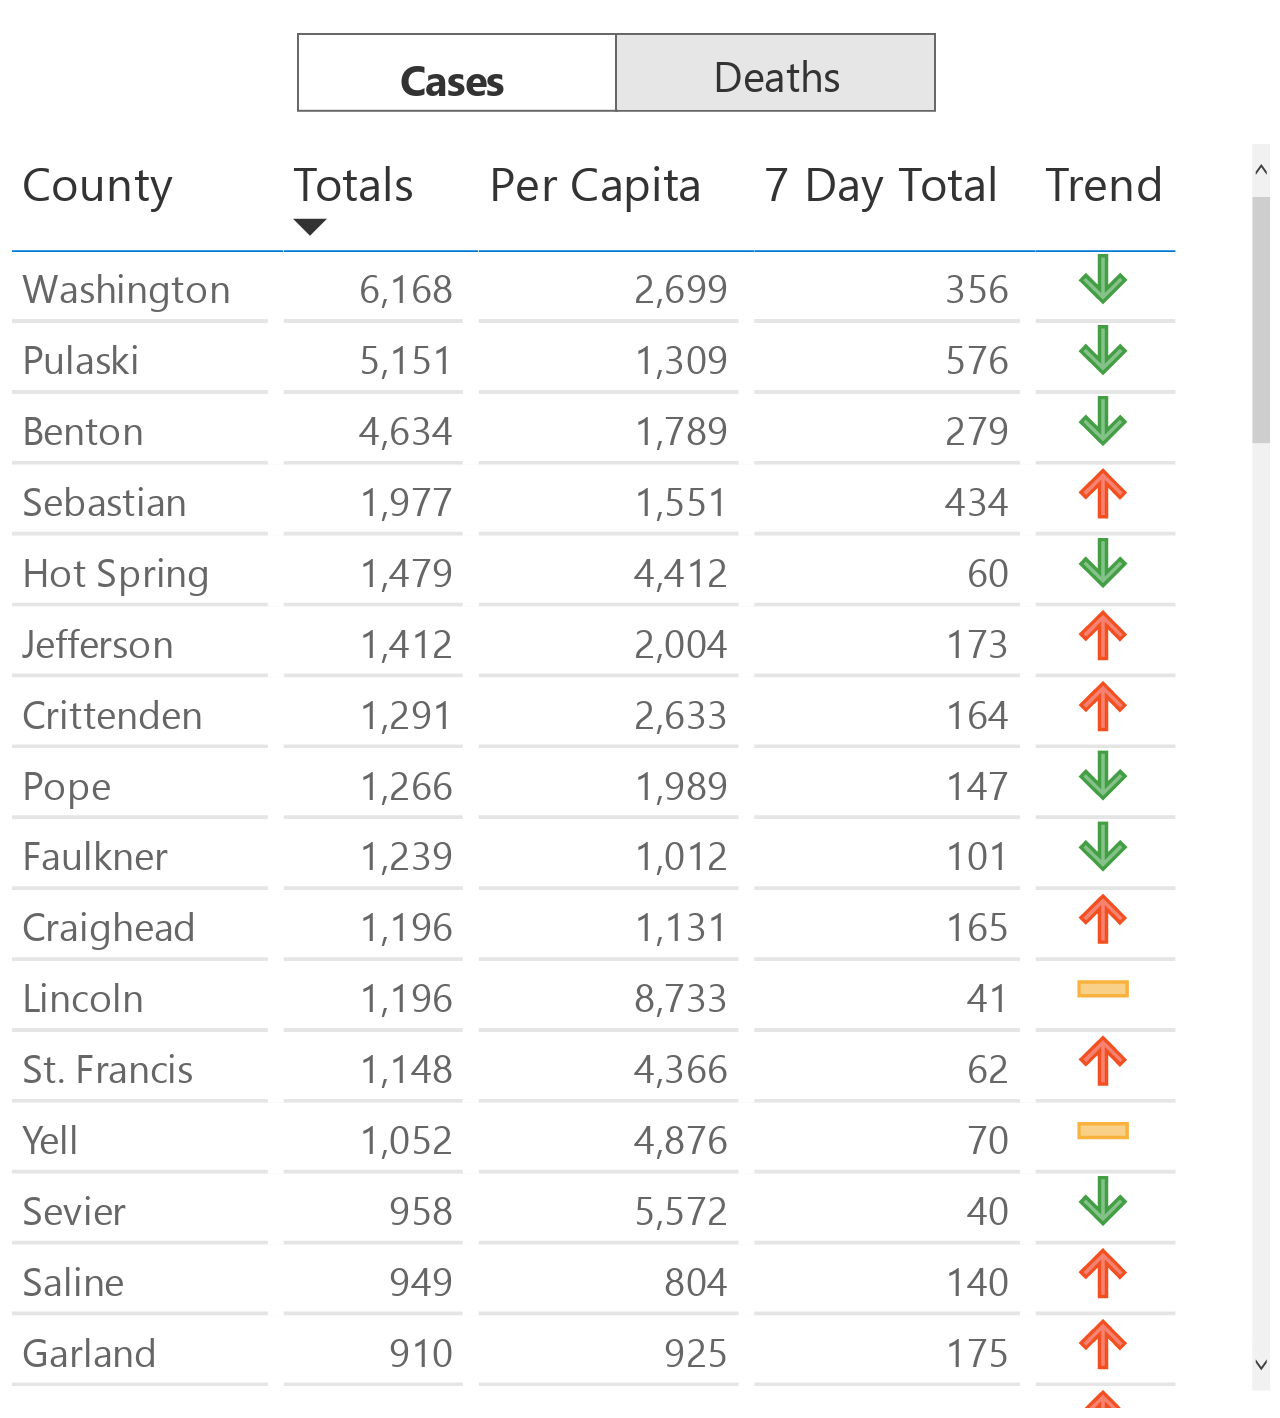 Cases Deaths
County Totals Per Capita 7 Day Total Trend
Washington 6,168 2,699 356
Pulaski 5,151 1,309 576
Benton 4,634 1,789 279
Sebastian 1,977 1,551 434
Hot Spring 1,479 4,412 60
Jefferson 1,412 2,004 173
Crittenden 1,291 2,633 164
Pope 1,266 1,989 147
Faulkner 1,239 1,012 101
Craighead 1,196 1,131 165
Lincoln 1,196 8,733 41
St. Francis 1,148 4,366 62
Yell 1,052 4,876 70
Sevier 958 5,572 40
Saline 949 804 140
Garland 910 925 175